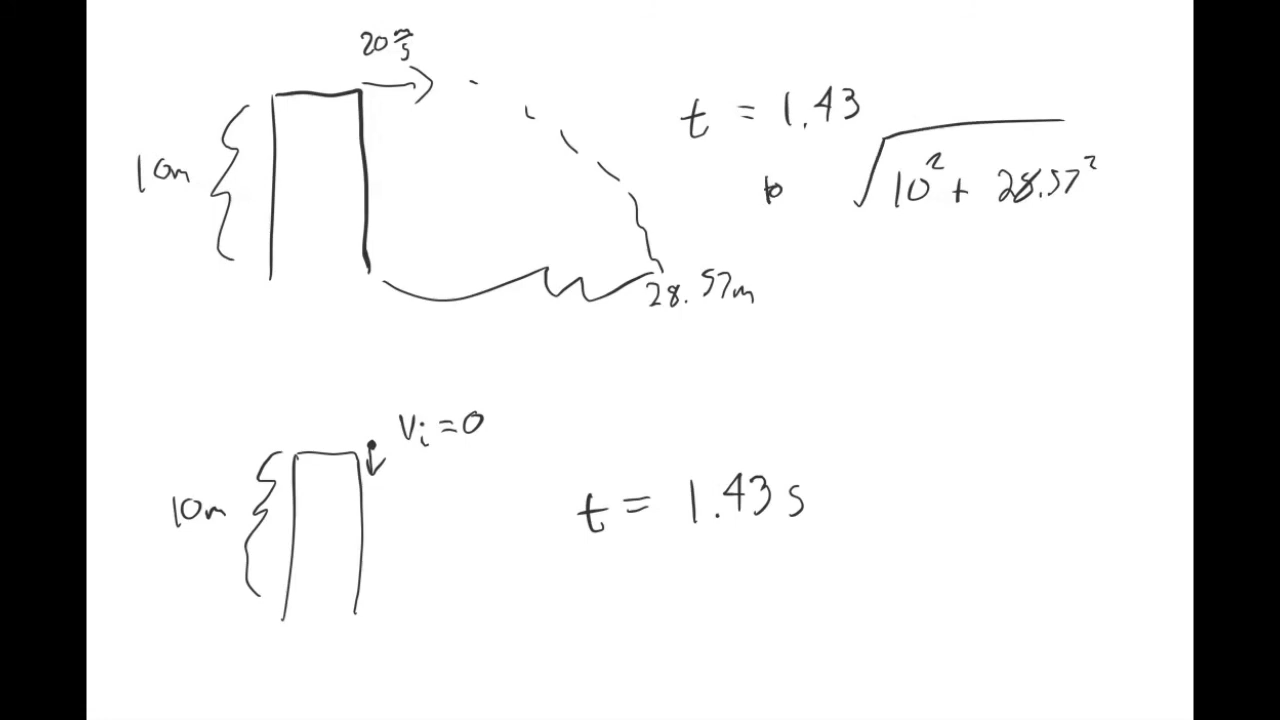 20 m/s
t = 1.43
10m
√(10² + 28.57²)
28.57m
Vi = 0
10m
t = 1.43 s